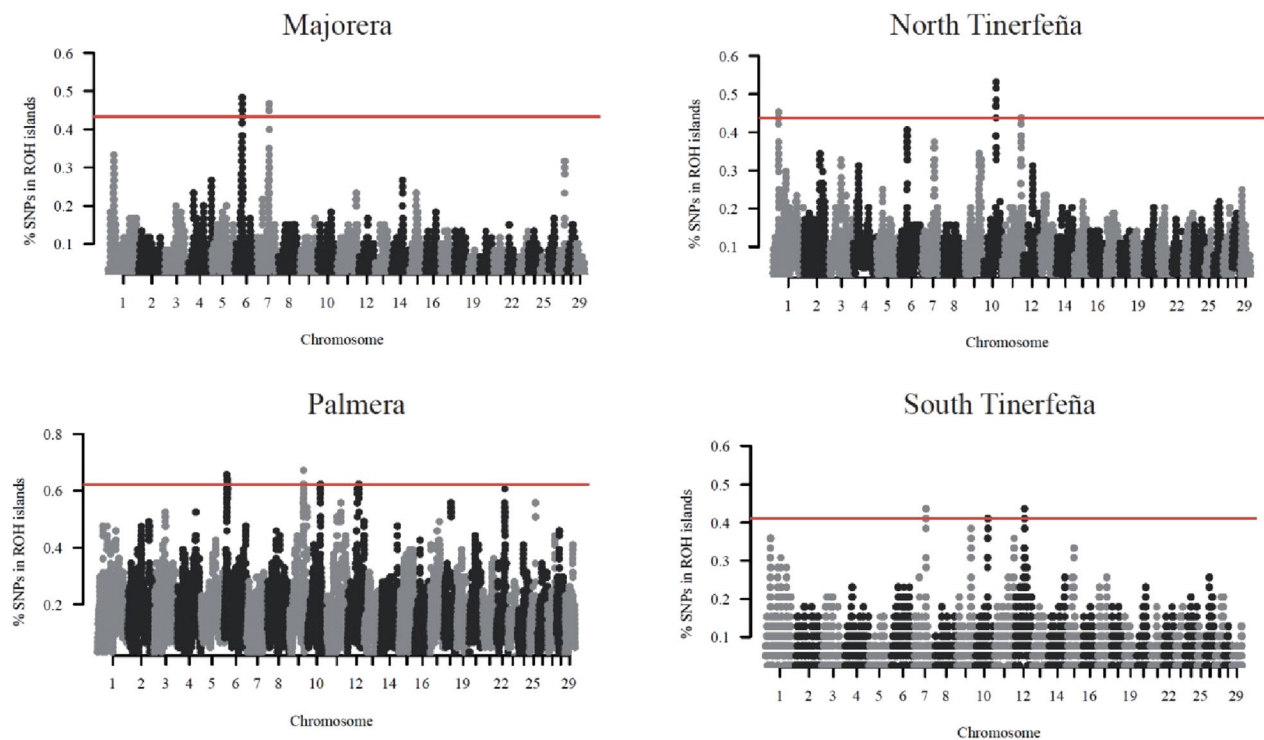 Majorera
% SNPs in ROH islands
0.6
0.5
0.4
0.3
0.2
0.1
1 2 3 4 5 6 7 8 10 12 14 16 19 22 25 29
Chromosome
North Tinerfeña
% SNPs in ROH islands
0.6
0.5
0.4
0.3
0.2
0.1
1 2 3 4 5 6 7 8 10 12 14 16 19 22 25 29
Chromosome
Palmera
% SNPs in ROH islands
0.8
0.6
0.4
0.2
1 2 4 5 6 7 8 10 12 14 16 19 22 25 29
Chromosome
South Tinerfeña
% SNPs in ROH islands
0.6
0.5
0.4
0.3
0.2
0.1
1 2 3 4 5 6 7 8 10 12 14 16 19 22 25 29
Chromosome